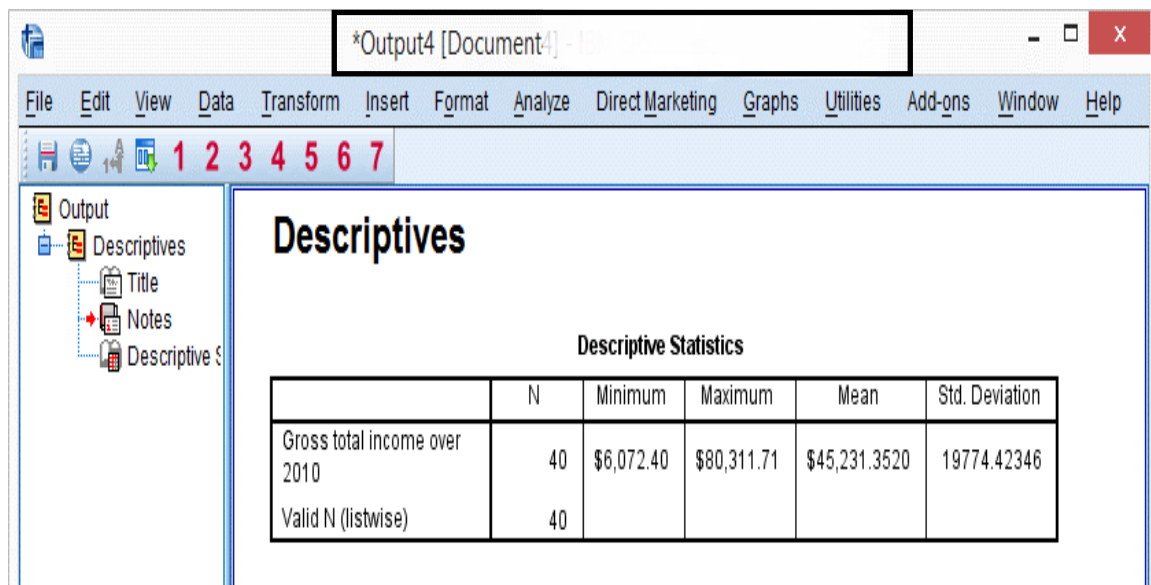 *Output4 [Document4] -
File Edit View Data Transform Insert Format Analyze Direct Marketing Graphs Utilities Add-ons Window Help
1 2 3 4 5 6 7
Output
Descriptives
Title
Notes
Descriptive S
Descriptives
Descriptive Statistics
N Minimum Maximum Mean Std. Deviation
Gross total income over
2010 40 $6,072.40 $80,311.71 $45,231.3520 19774.42346
Valid N (listwise) 40